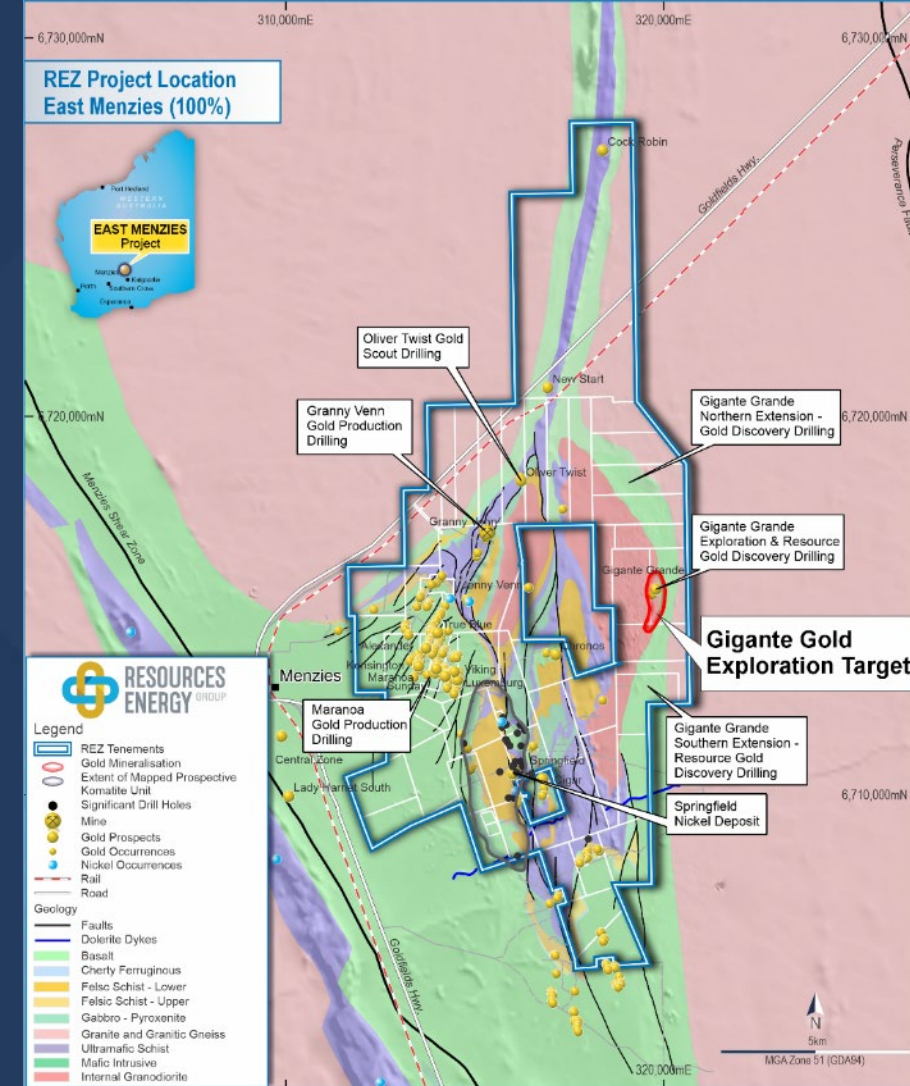 310,000mE
320,000mE
6,730,000mN
6,730,000mN
REZ Project Location
East Menzies (100%)
Port Hedland
WESTERN
AUSTRALIA
EAST MENZIES
Project
Menzies
Kalgoorlie
Perth
Southern Cross
Esperance
Cock Robin
Goldfields Hwy.
Perseverance Fau
Oliver Twist Gold
Scout Drilling
New Start
Granny Venn
Gold Production
Drilling
Gigante Grande
Northern Extension -
Gold Discovery Drilling
6,720,000mN
6,720,000mN
Menzies Shear Zone
Oliver Twist
Granny Venn
Gigante Grande
Exploration & Resource
Gold Discovery Drilling
Gigante Grande
Jenny Venn
True Blue
Alexander
Chronos
Gigante Gold
Exploration Target
Kensington
Maranoa
Viking
Luxemburg
Menzies
Maranoa
Gold Production
Drilling
Gigante Grande
Southern Extension -
Resource Gold
Discovery Drilling
Central Zone
Springfield
Lady Harriet South
6,710,000mN
Springfield
Nickel Deposit
Goldfields Hwy.
RESOURCES
ENERGY GROUP
Legend
REZ Tenements
Gold Mineralisation
Extent of Mapped Prospective
Komatite Unit
Significant Drill Holes
Mine
Gold Prospects
Gold Occurrences
Nickel Occurrences
Rail
Road
Geology
Faults
Dolerite Dykes
Basalt
Cherty Ferruginous
Felsc Schist - Lower
Felsic Schist - Upper
Gabbro - Pyroxenite
Granite and Granitic Gneiss
Ultramafic Schist
Mafic Intrusive
Internal Granodiorite
N
5km
MGA Zone 51 (GDA94)
320,000mE